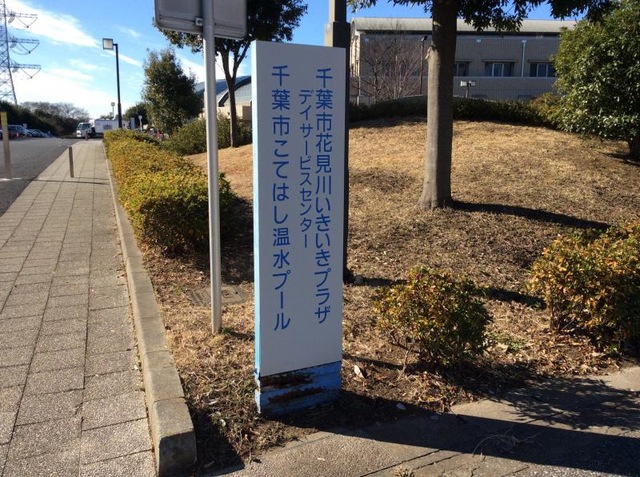 千葉市花見川いきいきプラザ
デイサービスセンター
千葉市こてはし温水プール